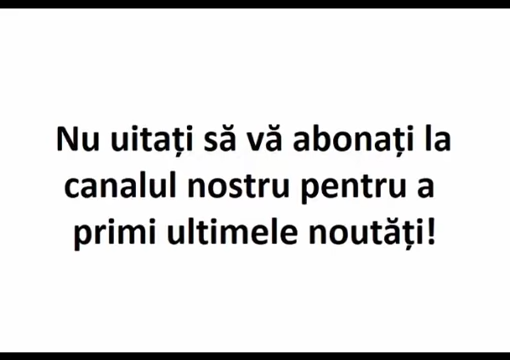 Nu uitați să vă abonați la
canalul nostru pentru a
primi ultimele noutăți!